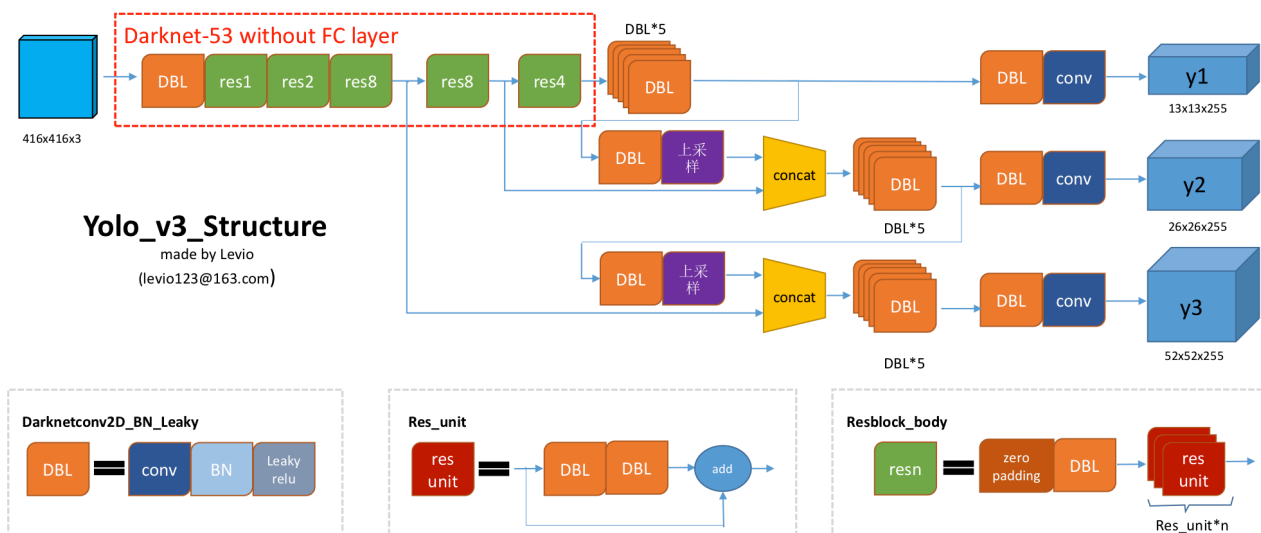 Darknet-53 without FC layer
DBL*5
DBL
res1
res2
res8
res8
res4
DBL
DBL
conv
y1
416x416x3
13x13x255
DBL
上采
样
concat
DBL
DBL
conv
y2
DBL*5
26x26x255
Yolo_v3_Structure
made by Levio
(levio123@163.com)
DBL
上采
样
concat
DBL
DBL
conv
y3
DBL*5
52x52x255
Darknetconv2D_BN_Leaky
DBL
conv
BN
Leaky
relu
Res_unit
res
unit
DBL
DBL
add
Resblock_body
resn
zero
padding
DBL
res
unit
Res_unit*n